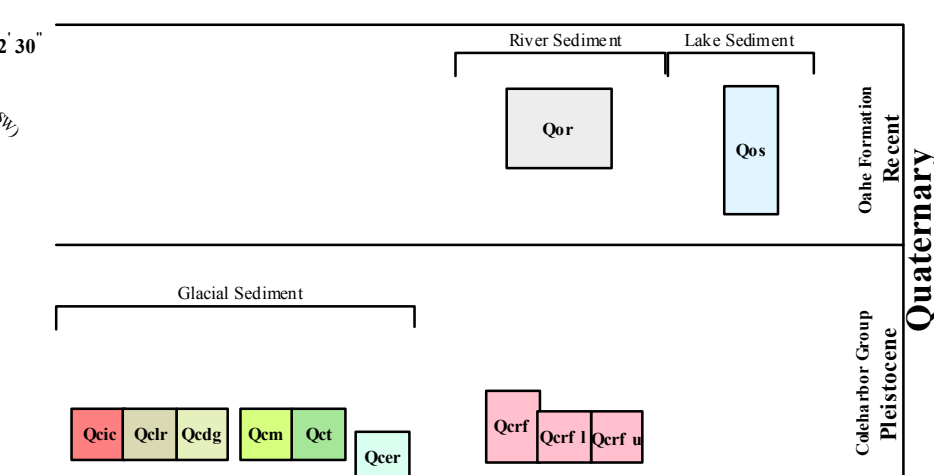 2' 30"
SW)
River Sediment
Lake Sediment
Qor
Qos
Oahe Formation
Recent
Quaternary
Glacial Sediment
Coleharbor Group
Pleistocene
Qcic
Qclr
Qcdg
Qcm
Qct
Qcer
Qcrf
Qcrf l
Qcrf u